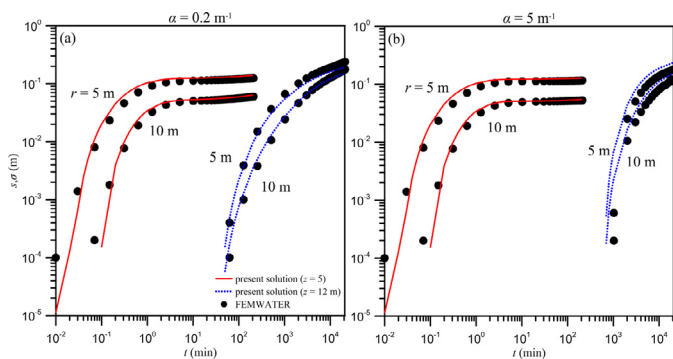 α = 0.2 m⁻¹
(a)
10⁰
10⁻¹
10⁻²
10⁻³
10⁻⁴
10⁻⁵
s,σ (m)
r = 5 m
10 m
5 m
10 m
present solution (z = 5)
present solution (z = 12 m)
FEMWATER
10⁻² 10⁻¹ 10⁰ 10¹ 10² 10³ 10⁴
t (min)
α = 5 m⁻¹
(b)
10⁰
10⁻¹
10⁻²
10⁻³
10⁻⁴
10⁻⁵
r = 5 m
10 m
5 m
10 m
10⁻² 10⁻¹ 10⁰ 10¹ 10² 10³ 10⁴
t (min)